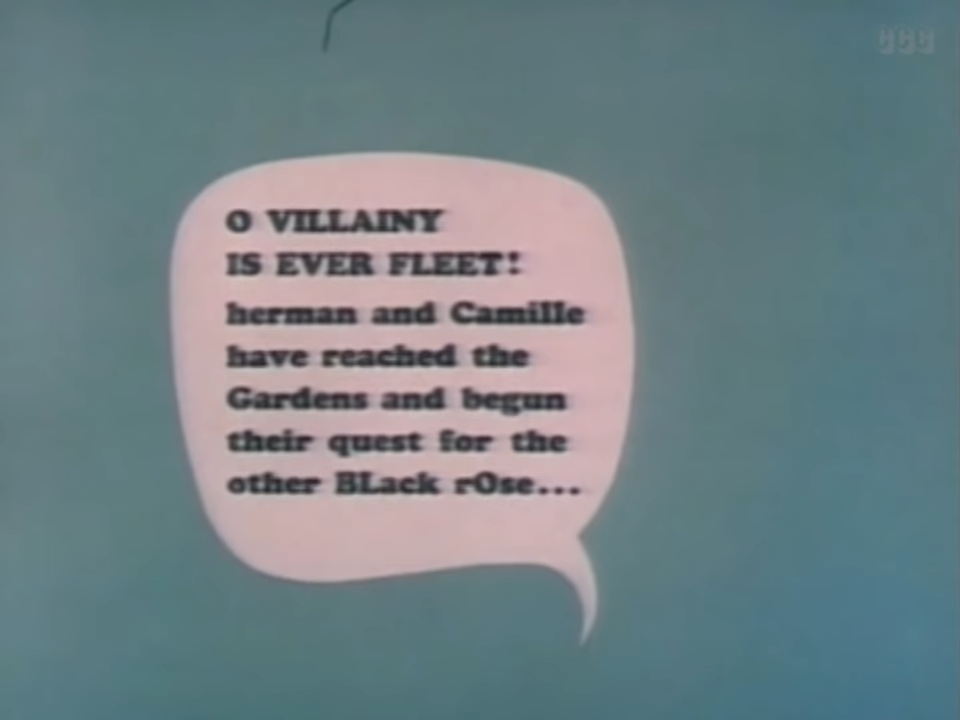 O VILLAINY
IS EVER FLEET!
herman and Camille
have reached the
Gardens and begun
their quest for the
other BLack rOse...
CCC